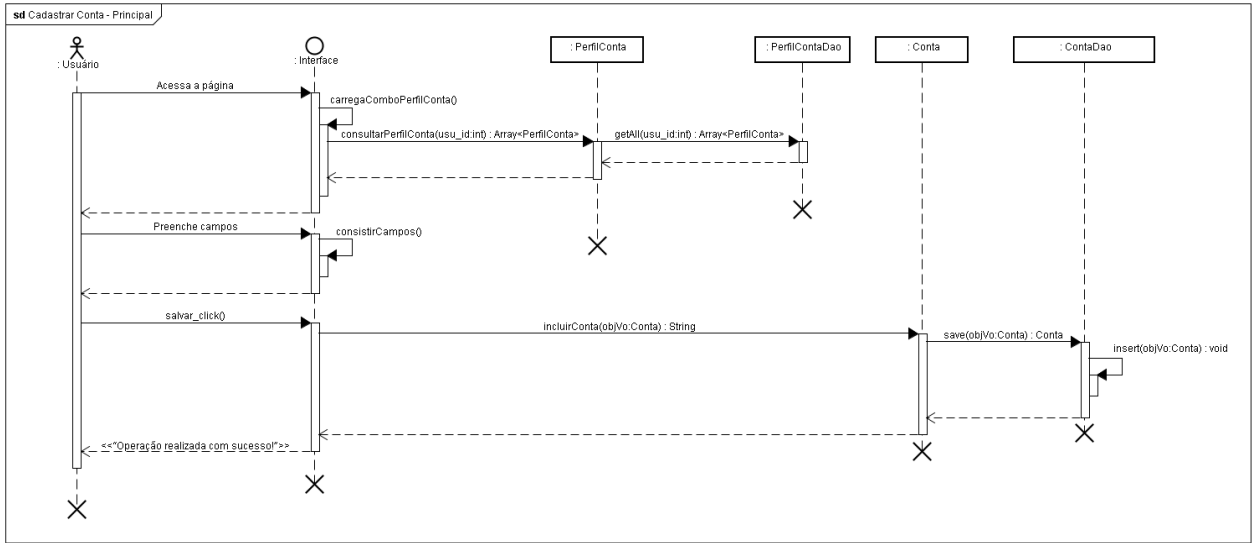 sd Cadastrar Conta - Principal
: Usuário
: Interface
: PerfilConta
: PerfilContaDao
: Conta
: ContaDao
Acessa a página
carregaComboPerfilConta()
consultarPerfilConta(usu_id:int) : Array<PerfilConta>
getAll(usu_id:int) : Array<PerfilConta>
Preenche campos
consistirCampos()
salvar_click()
incluirConta(objVo:Conta) : String
save(objVo:Conta) : Conta
insert(objVo:Conta) : void
<<"Operação realizada com sucesso!">>